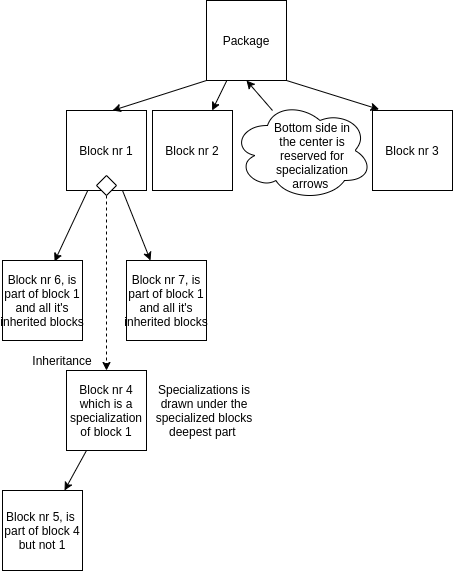 Package
Block nr 1
Block nr 2
Bottom side in
the center is
reserved for
specialization
arrows
Block nr 3
Block nr 6, is
part of block 1
and all it's
inherited blocks
Block nr 7, is
part of block 1
and all it's
inherited blocks
Inheritance
Block nr 4
which is a
specialization
of block 1
Specializations is
drawn under the
specialized blocks
deepest part
Block nr 5, is
part of block 4
but not 1